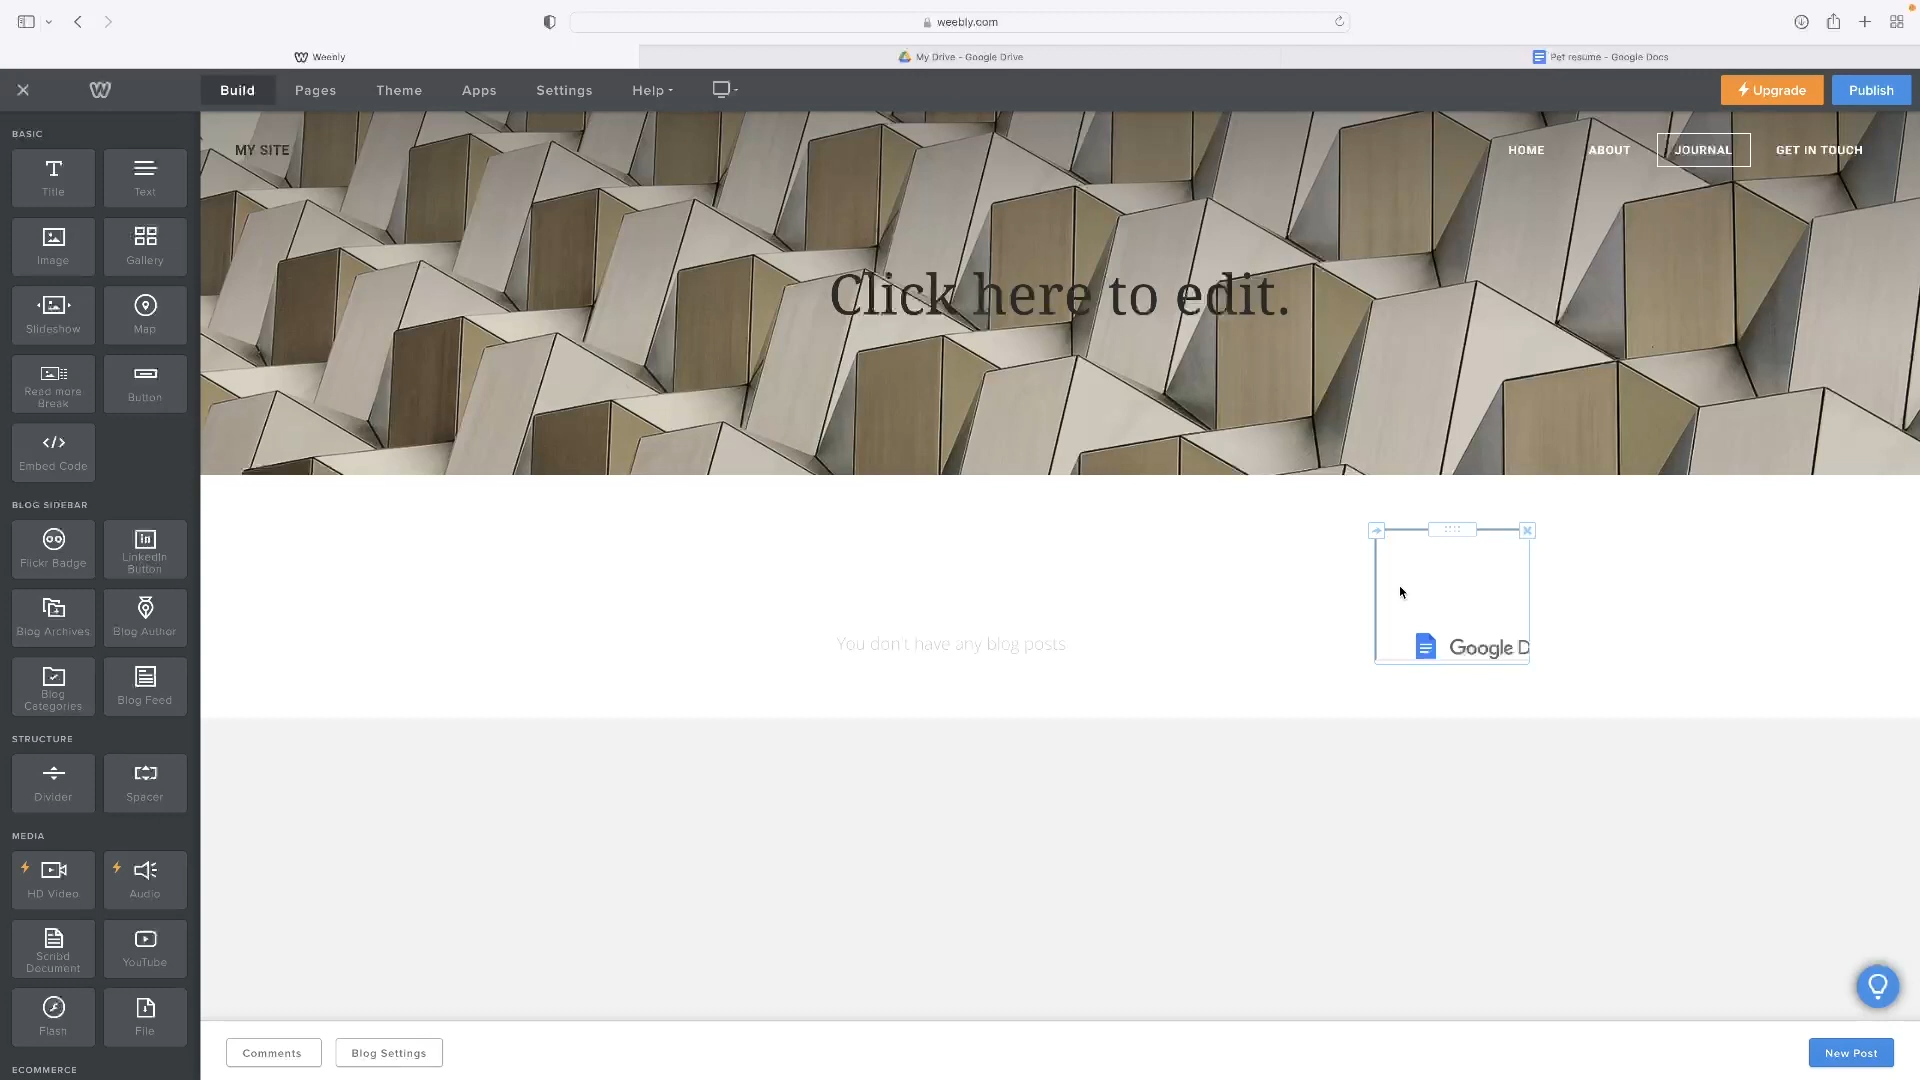 weebly.com
Weebly
My Drive - Google Drive
Pet resume - Google Docs
Build
Pages
Theme
Apps
Settings
Help
Upgrade
Publish
BASIC
Title
Text
Image
Gallery
Slideshow
Map
Read more
Break
Button
Embed Code
BLOG SIDEBAR
Flickr Badge
LinkedIn
Button
Blog Archives
Blog Author
Blog
Categories
Blog Feed
STRUCTURE
Divider
Spacer
MEDIA
HD Video
Audio
Scribd
Document
YouTube
Flash
File
ECOMMERCE
MY SITE
HOME
ABOUT
JOURNAL
GET IN TOUCH
Click here to edit.
You don't have any blog posts
Google D
Comments
Blog Settings
New Post